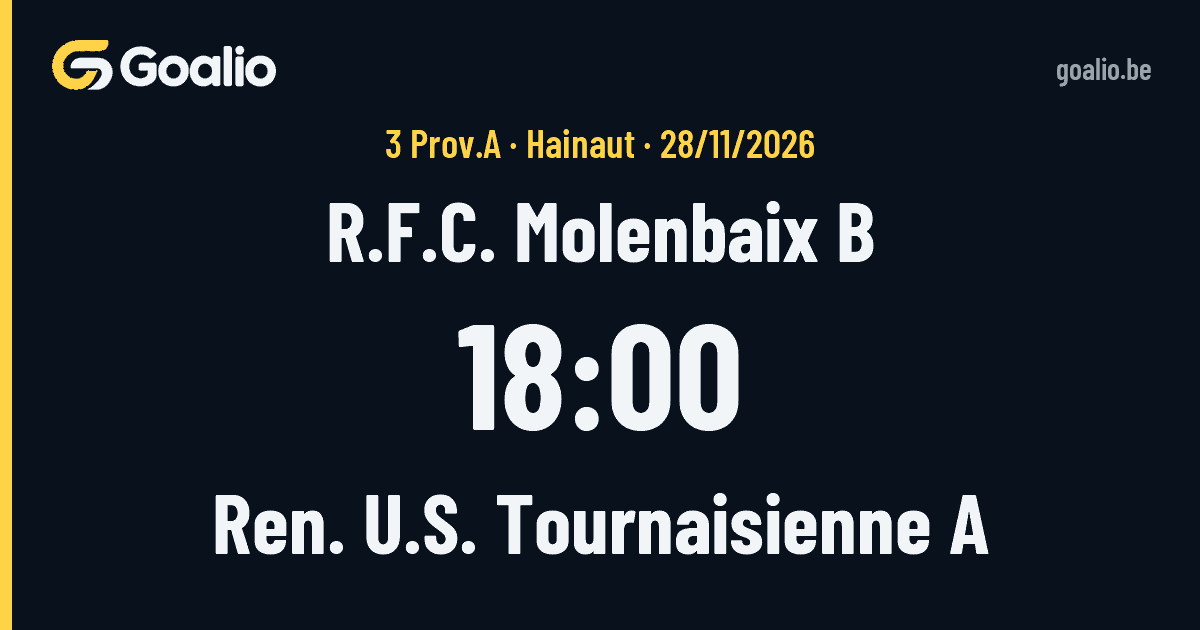 Goalio
goalio.be
3 Prov.A · Hainaut · 28/11/2026
R.F.C. Molenbaix B
18:00
Ren. U.S. Tournaisienne A